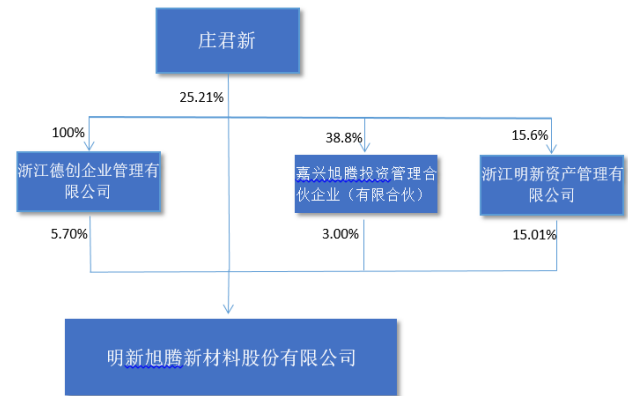 庄君新
25.21%
100%
38.8%
15.6%
浙江德创企业管理有
限公司
嘉兴旭腾投资管理合
伙企业（有限合伙）
浙江明新资产管理有
限公司
5.70%
3.00%
15.01%
明新旭腾新材料股份有限公司